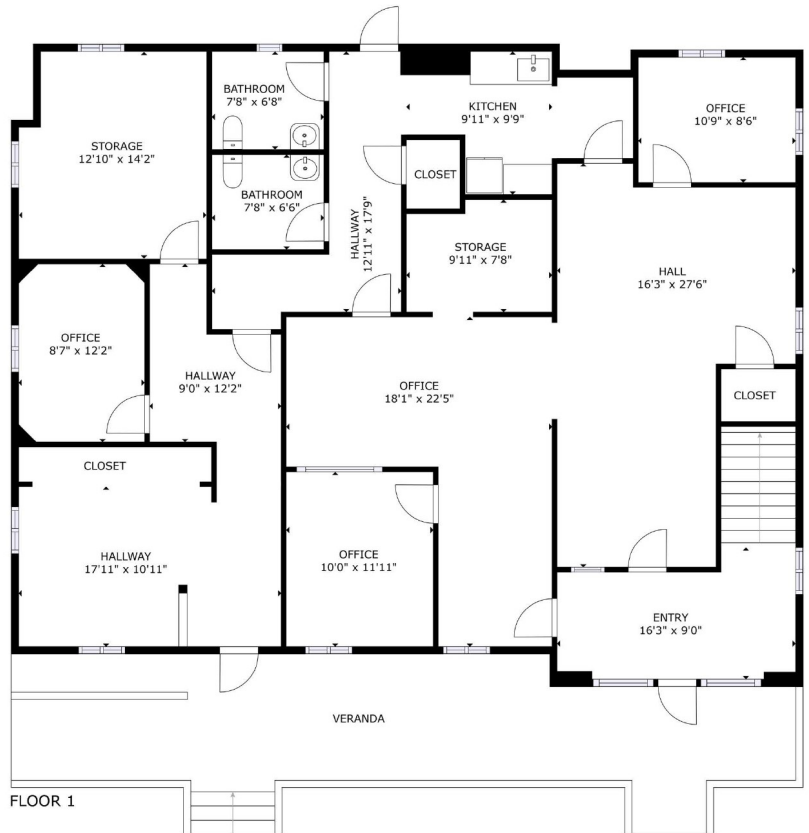 BATHROOM
7'8" x 6'8"
STORAGE
12'10" x 14'2"
KITCHEN
9'11" x 9'9"
OFFICE
10'9" x 8'6"
BATHROOM
7'8" x 6'6"
CLOSET
HALLWAY
12'11" x 17'9"
STORAGE
9'11" x 7'8"
HALL
16'3" x 27'6"
OFFICE
8'7" x 12'2"
HALLWAY
9'0" x 12'2"
OFFICE
18'1" x 22'5"
CLOSET
CLOSET
HALLWAY
17'11" x 10'11"
OFFICE
10'0" x 11'11"
ENTRY
16'3" x 9'0"
VERANDA
FLOOR 1